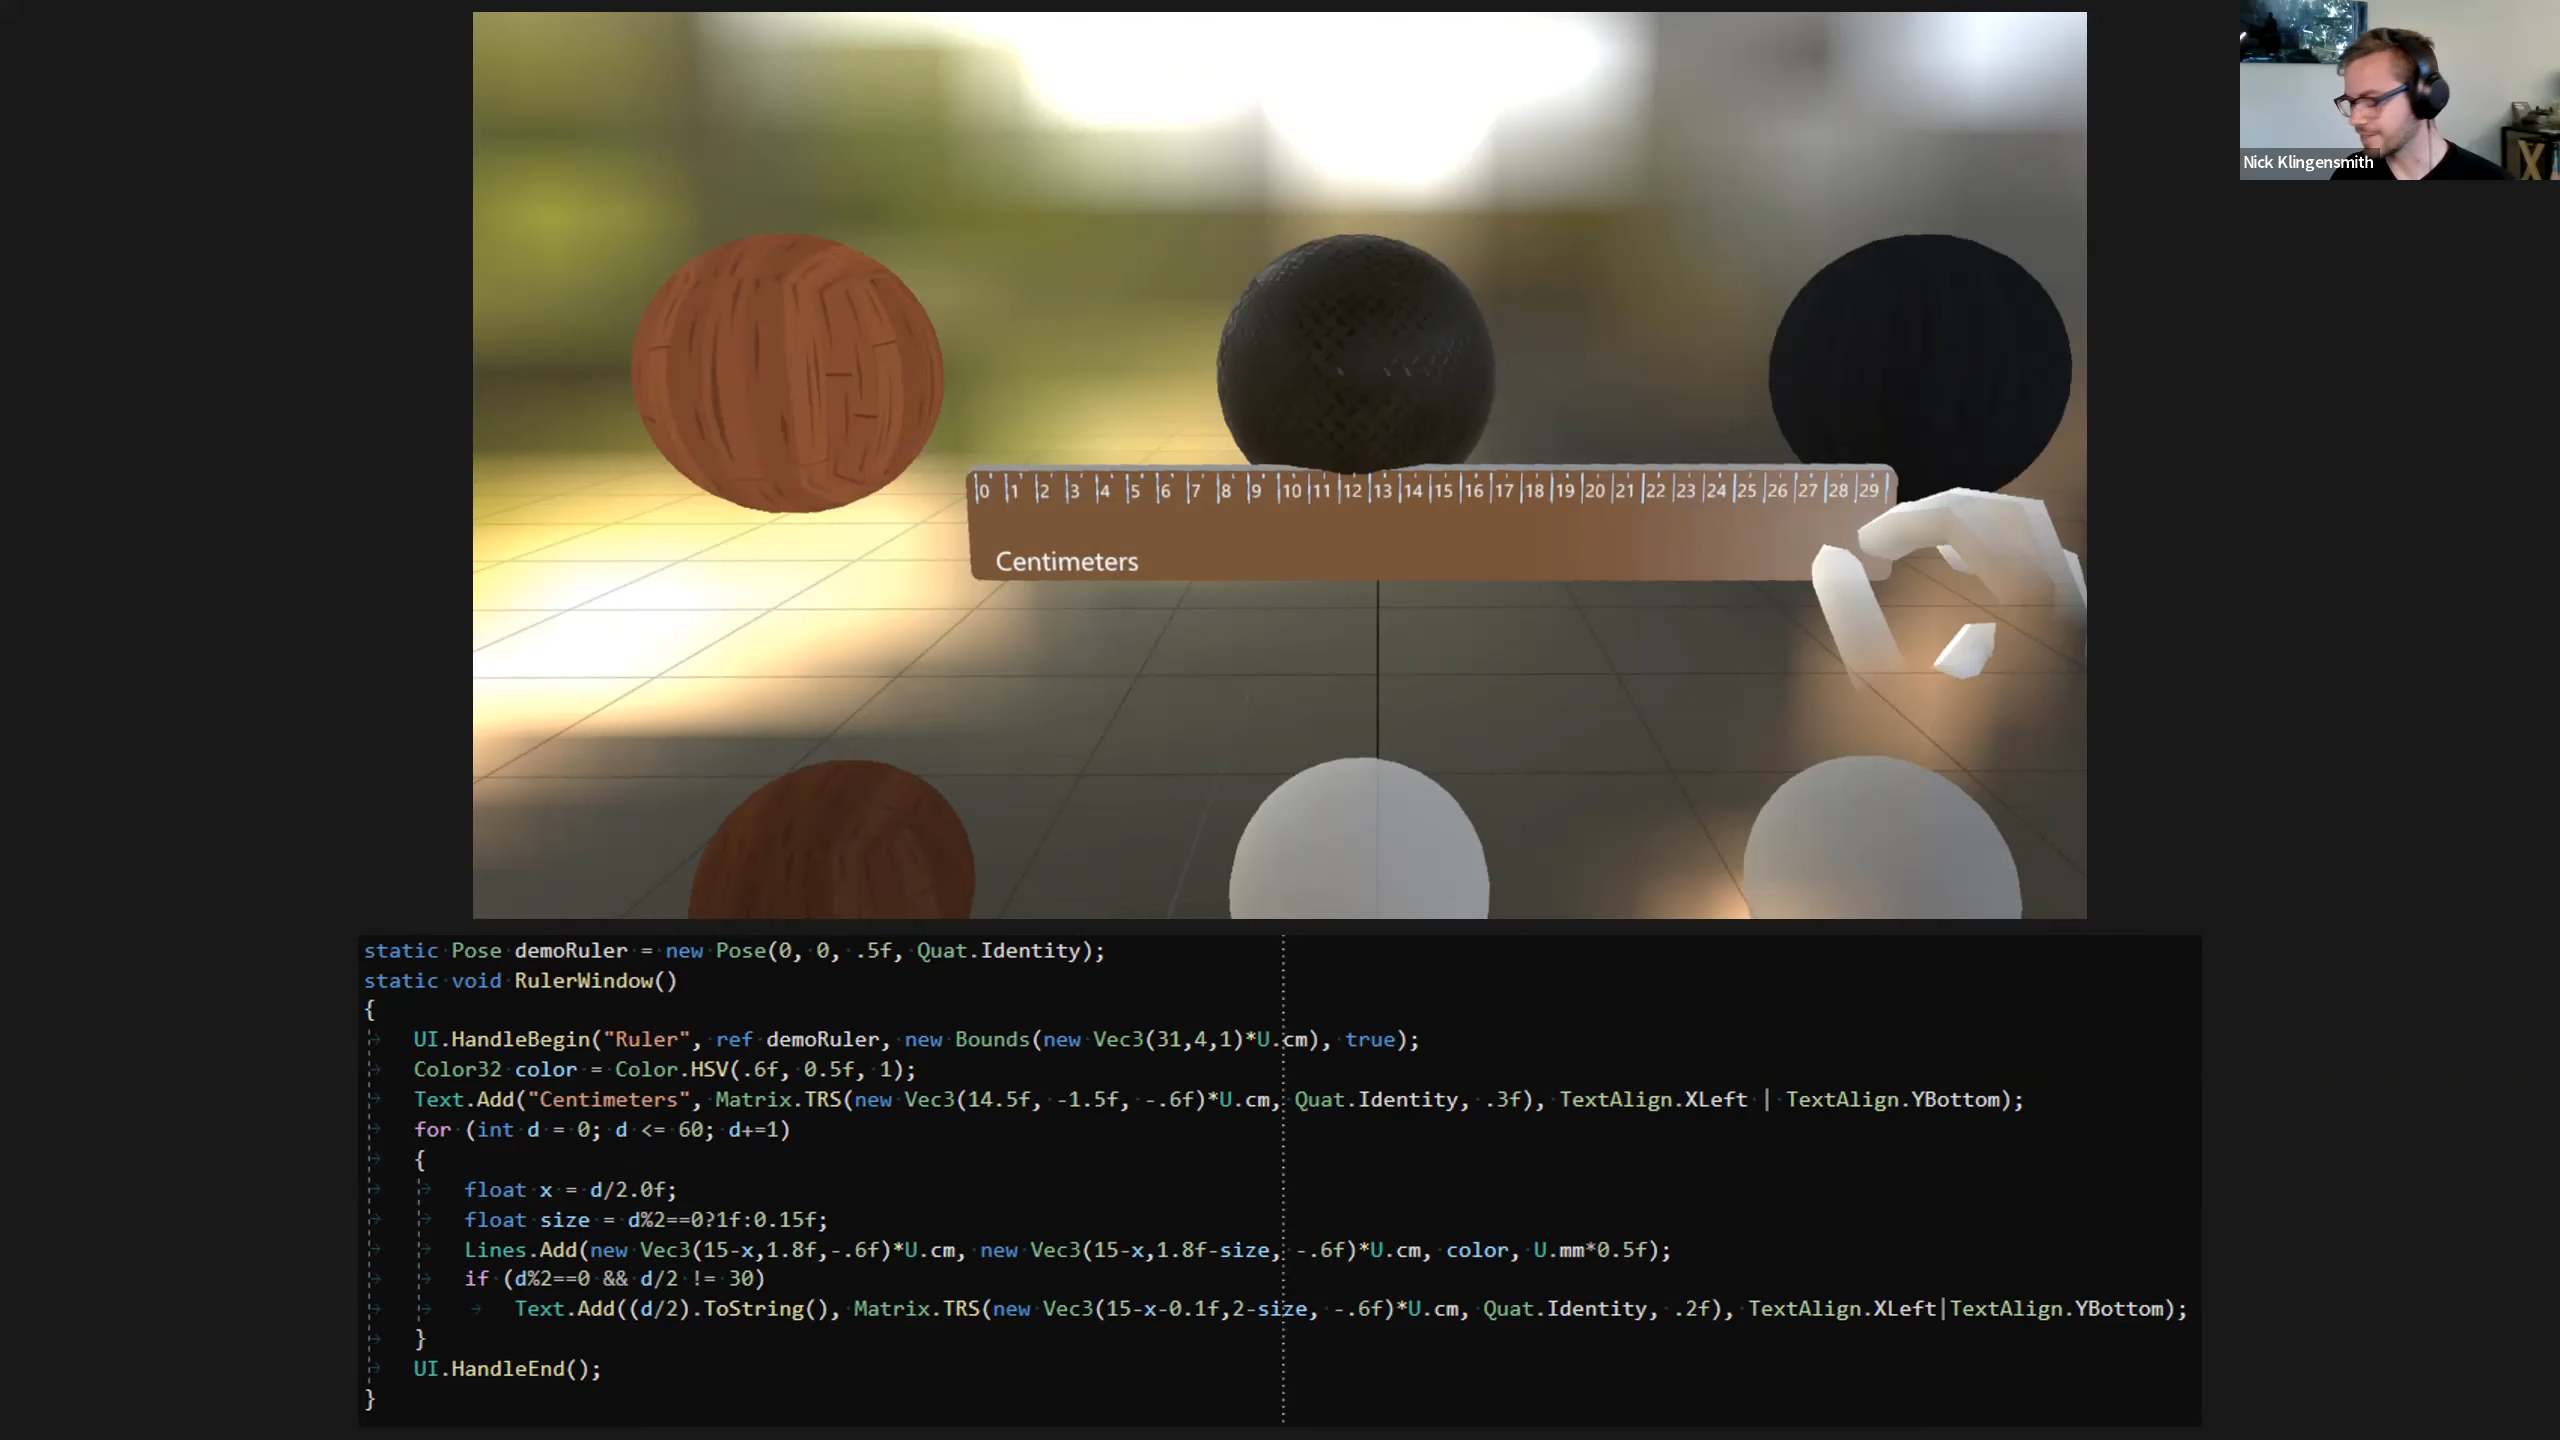 Nick Klingensmith
0 1 2 3 4 5 6 7 8 9 10 11 12 13 14 15 16 17 18 19 20 21 22 23 24 25 26 27 28 29
Centimeters
static Pose demoRuler = new Pose(0, 0, .5f, Quat.Identity);
static void RulerWindow()
{
UI.HandleBegin("Ruler", ref demoRuler, new Bounds(new Vec3(31,4,1)*U.cm), true);
Color32 color = Color.HSV(.6f, 0.5f, 1);
Text.Add("Centimeters", Matrix.TRS(new Vec3(14.5f, -1.5f, -.6f)*U.cm, Quat.Identity, .3f), TextAlign.XLeft | TextAlign.YBottom);
for (int d = 0; d <= 60; d+=1)
{
float x = d/2.0f;
float size = d%2==0?1f:0.15f;
Lines.Add(new Vec3(15-x,1.8f,-.6f)*U.cm, new Vec3(15-x,1.8f-size, -.6f)*U.cm, color, U.mm*0.5f);
if (d%2==0 && d/2 != 30)
Text.Add((d/2).ToString(), Matrix.TRS(new Vec3(15-x-0.1f,2-size, -.6f)*U.cm, Quat.Identity, .2f), TextAlign.XLeft|TextAlign.YBottom);
}
UI.HandleEnd();
}